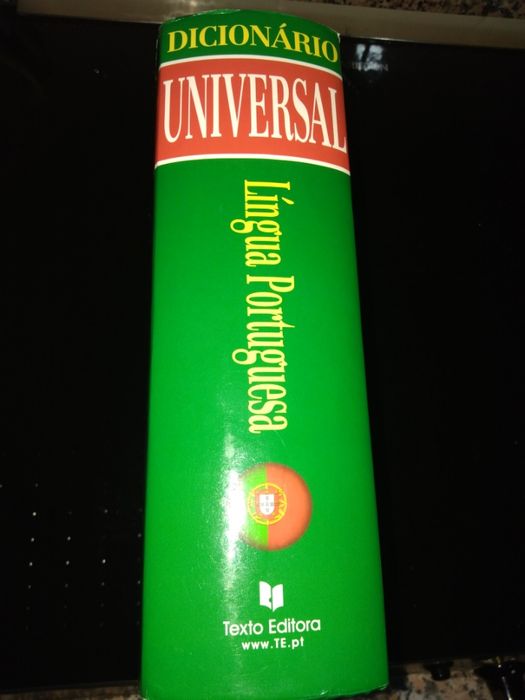 DICIONÁRIO
UNIVERSAL
Língua Portuguesa
Texto Editora
www.TE.pt